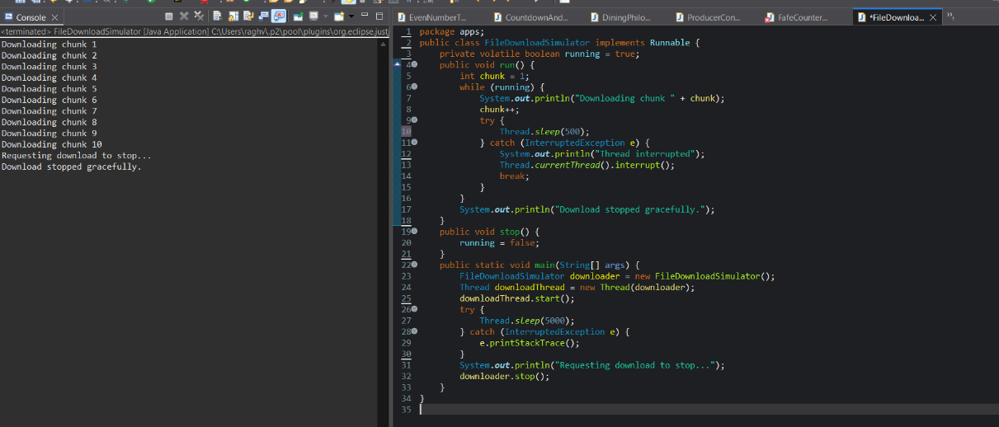 Console
<terminated> FileDownloadSimulator [Java Application] C:\Users\raghv\.p2\pool\plugins\org.eclipse.justj
Downloading chunk 1
Downloading chunk 2
Downloading chunk 3
Downloading chunk 4
Downloading chunk 5
Downloading chunk 6
Downloading chunk 7
Downloading chunk 8
Downloading chunk 9
Downloading chunk 10
Requesting download to stop...
Download stopped gracefully.
EvenNumberT... CountdownAnd... DiningPhilo... ProducerCon... FafeCounter... *FileDownloa... »1
1 package apps;
2 public class FileDownloadSimulator implements Runnable {
3     private volatile boolean running = true;
4     public void run() {
5         int chunk = 1;
6         while (running) {
7             System.out.println("Downloading chunk " + chunk);
8             chunk++;
9             try {
10                 Thread.sleep(500);
11             } catch (InterruptedException e) {
12                 System.out.println("Thread interrupted");
13                 Thread.currentThread().interrupt();
14                 break;
15             }
16         }
17         System.out.println("Download stopped gracefully.");
18     }
19     public void stop() {
20         running = false;
21     }
22     public static void main(String[] args) {
23         FileDownloadSimulator downloader = new FileDownloadSimulator();
24         Thread downloadThread = new Thread(downloader);
25         downloadThread.start();
26         try {
27             Thread.sleep(5000);
28         } catch (InterruptedException e) {
29             e.printStackTrace();
30         }
31         System.out.println("Requesting download to stop...");
32         downloader.stop();
33     }
34 }
35